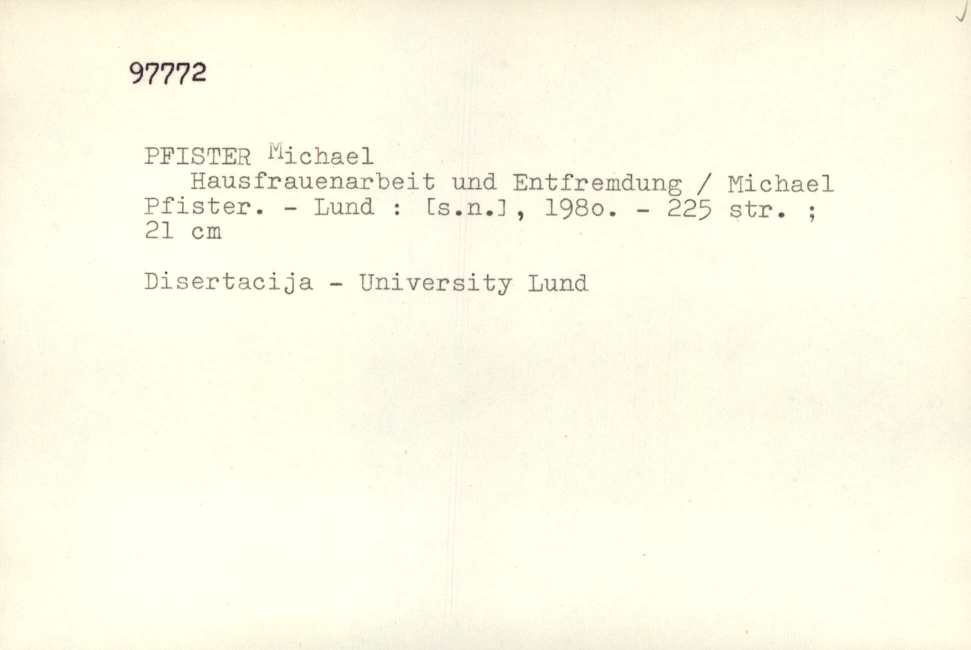 97772
PFISTER Michael
Hausfrauenarbeit und Entfremdung / Michael
Pfister. - Lund : [s.n.], 198o. - 225 str. ;
21 cm
Disertacija - University Lund